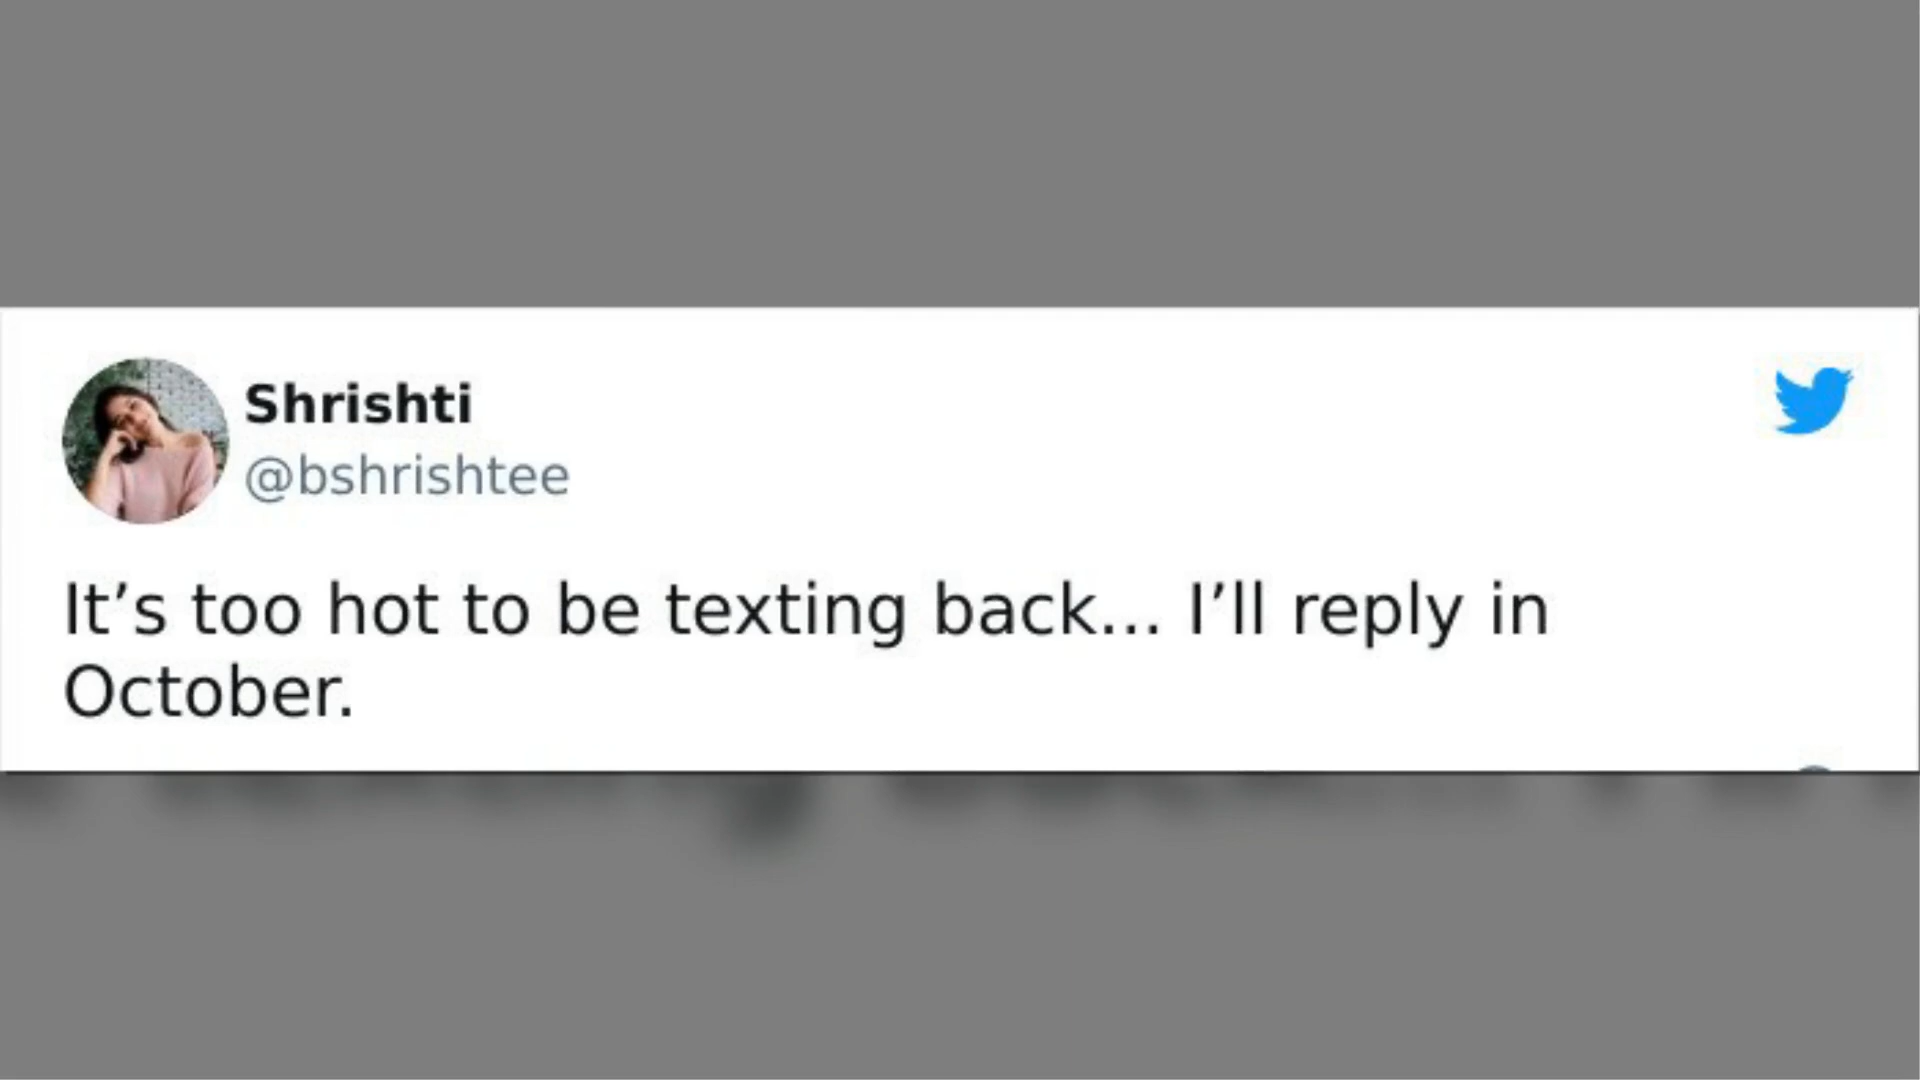 Shrishti
@bshrishtee
It’s too hot to be texting back... I’ll reply in
October.